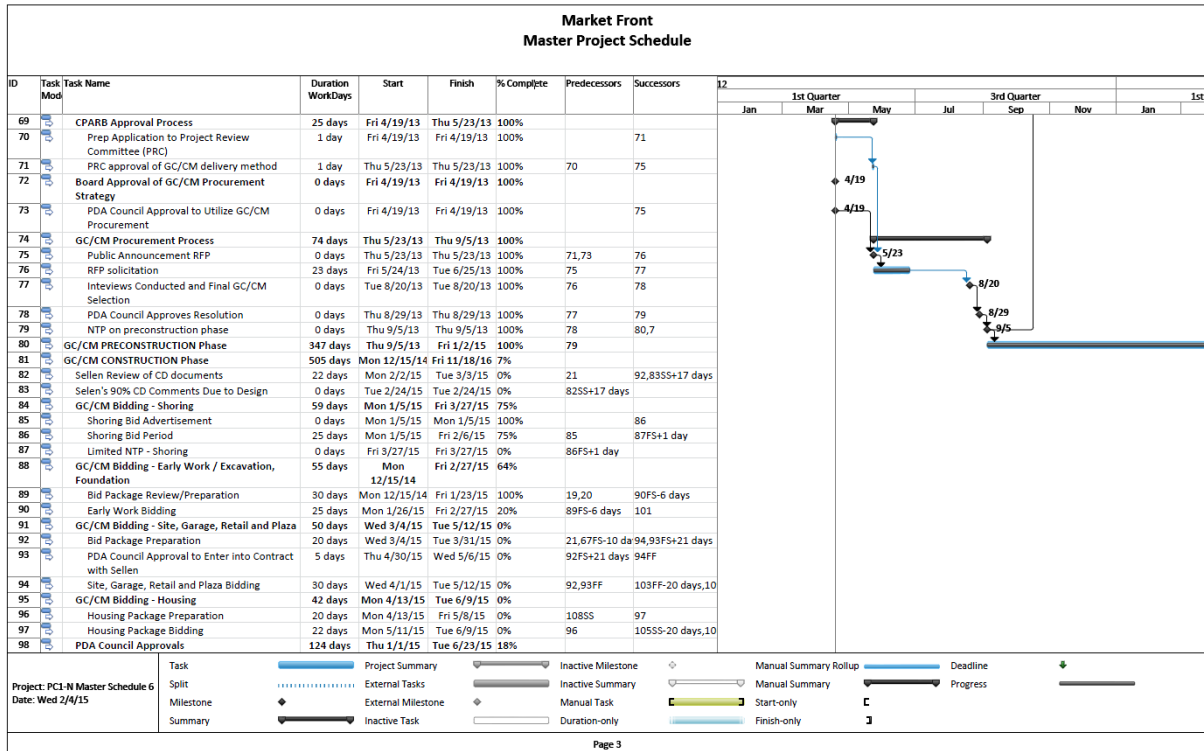 Market Front
Master Project Schedule
ID Task Mode Task Name Duration WorkDays Start Finish % Complete Predecessors Successors 12
1st Quarter 3rd Quarter 1st
Jan Mar May Jul Sep Nov Jan
69 CPARB Approval Process 25 days Fri 4/19/13 Thu 5/23/13 100%
70 Prep Application to Project Review Committee (PRC) 1 day Fri 4/19/13 Fri 4/19/13 100% 71
71 PRC approval of GC/CM delivery method 1 day Thu 5/23/13 Thu 5/23/13 100% 70 75
72 Board Approval of GC/CM Procurement Strategy 0 days Fri 4/19/13 Fri 4/19/13 100% 4/19
73 PDA Council Approval to Utilize GC/CM Procurement 0 days Fri 4/19/13 Fri 4/19/13 100% 75 4/19
74 GC/CM Procurement Process 74 days Thu 5/23/13 Thu 9/5/13 100%
75 Public Announcement RFP 0 days Thu 5/23/13 Thu 5/23/13 100% 71,73 76 5/23
76 RFP solicitation 23 days Fri 5/24/13 Tue 6/25/13 100% 75 77
77 Inteviews Conducted and Final GC/CM Selection 0 days Tue 8/20/13 Tue 8/20/13 100% 76 78 8/20
78 PDA Council Approves Resolution 0 days Thu 8/29/13 Thu 8/29/13 100% 77 79 8/29
79 NTP on preconstruction phase 0 days Thu 9/5/13 Thu 9/5/13 100% 78 80,7 9/5
80 GC/CM PRECONSTRUCTION Phase 347 days Thu 9/5/13 Fri 1/2/15 100% 79
81 GC/CM CONSTRUCTION Phase 505 days Mon 12/15/14 Fri 11/18/16 7%
82 Sellen Review of CD documents 22 days Mon 2/2/15 Tue 3/3/15 0% 21 92,83SS+17 days
83 Selen's 90% CD Comments Due to Design 0 days Tue 2/24/15 Tue 2/24/15 0% 82SS+17 days
84 GC/CM Bidding - Shoring 59 days Mon 1/5/15 Fri 3/27/15 75%
85 Shoring Bid Advertisement 0 days Mon 1/5/15 Mon 1/5/15 100% 86
86 Shoring Bid Period 25 days Mon 1/5/15 Fri 2/6/15 75% 85 87FS+1 day
87 Limited NTP - Shoring 0 days Fri 3/27/15 Fri 3/27/15 0% 86FS+1 day
88 GC/CM Bidding - Early Work / Excavation, Foundation 55 days Mon 12/15/14 Fri 2/27/15 64%
89 Bid Package Review/Preparation 30 days Mon 12/15/14 Fri 1/23/15 100% 19,20 90FS-6 days
90 Early Work Bidding 25 days Mon 1/26/15 Fri 2/27/15 20% 89FS-6 days 101
91 GC/CM Bidding - Site, Garage, Retail and Plaza 50 days Wed 3/4/15 Tue 5/12/15 0%
92 Bid Package Preparation 20 days Wed 3/4/15 Tue 3/31/15 0% 21,67FS-10 da 94,93FS+21 days
93 PDA Council Approval to Enter into Contract with Sellen 5 days Thu 4/30/15 Wed 5/6/15 0% 92FS+21 days 94FF
94 Site, Garage, Retail and Plaza Bidding 30 days Wed 4/1/15 Tue 5/12/15 0% 92,93FF 103FF-20 days,10
95 GC/CM Bidding - Housing 42 days Mon 4/13/15 Tue 6/9/15 0%
96 Housing Package Preparation 20 days Mon 4/13/15 Fri 5/8/15 0% 108SS 97
97 Housing Package Bidding 22 days Mon 5/11/15 Tue 6/9/15 0% 96 105SS-20 days,10
98 PDA Council Approvals 124 days Thu 1/1/15 Tue 6/23/15 18%
Project: PC1-N Master Schedule 6
Date: Wed 2/4/15
Task Project Summary Inactive Milestone Manual Summary Rollup Deadline
Split External Tasks Inactive Summary Manual Summary Progress
Milestone External Milestone Manual Task Start-only
Summary Inactive Task Duration-only Finish-only
Page 3